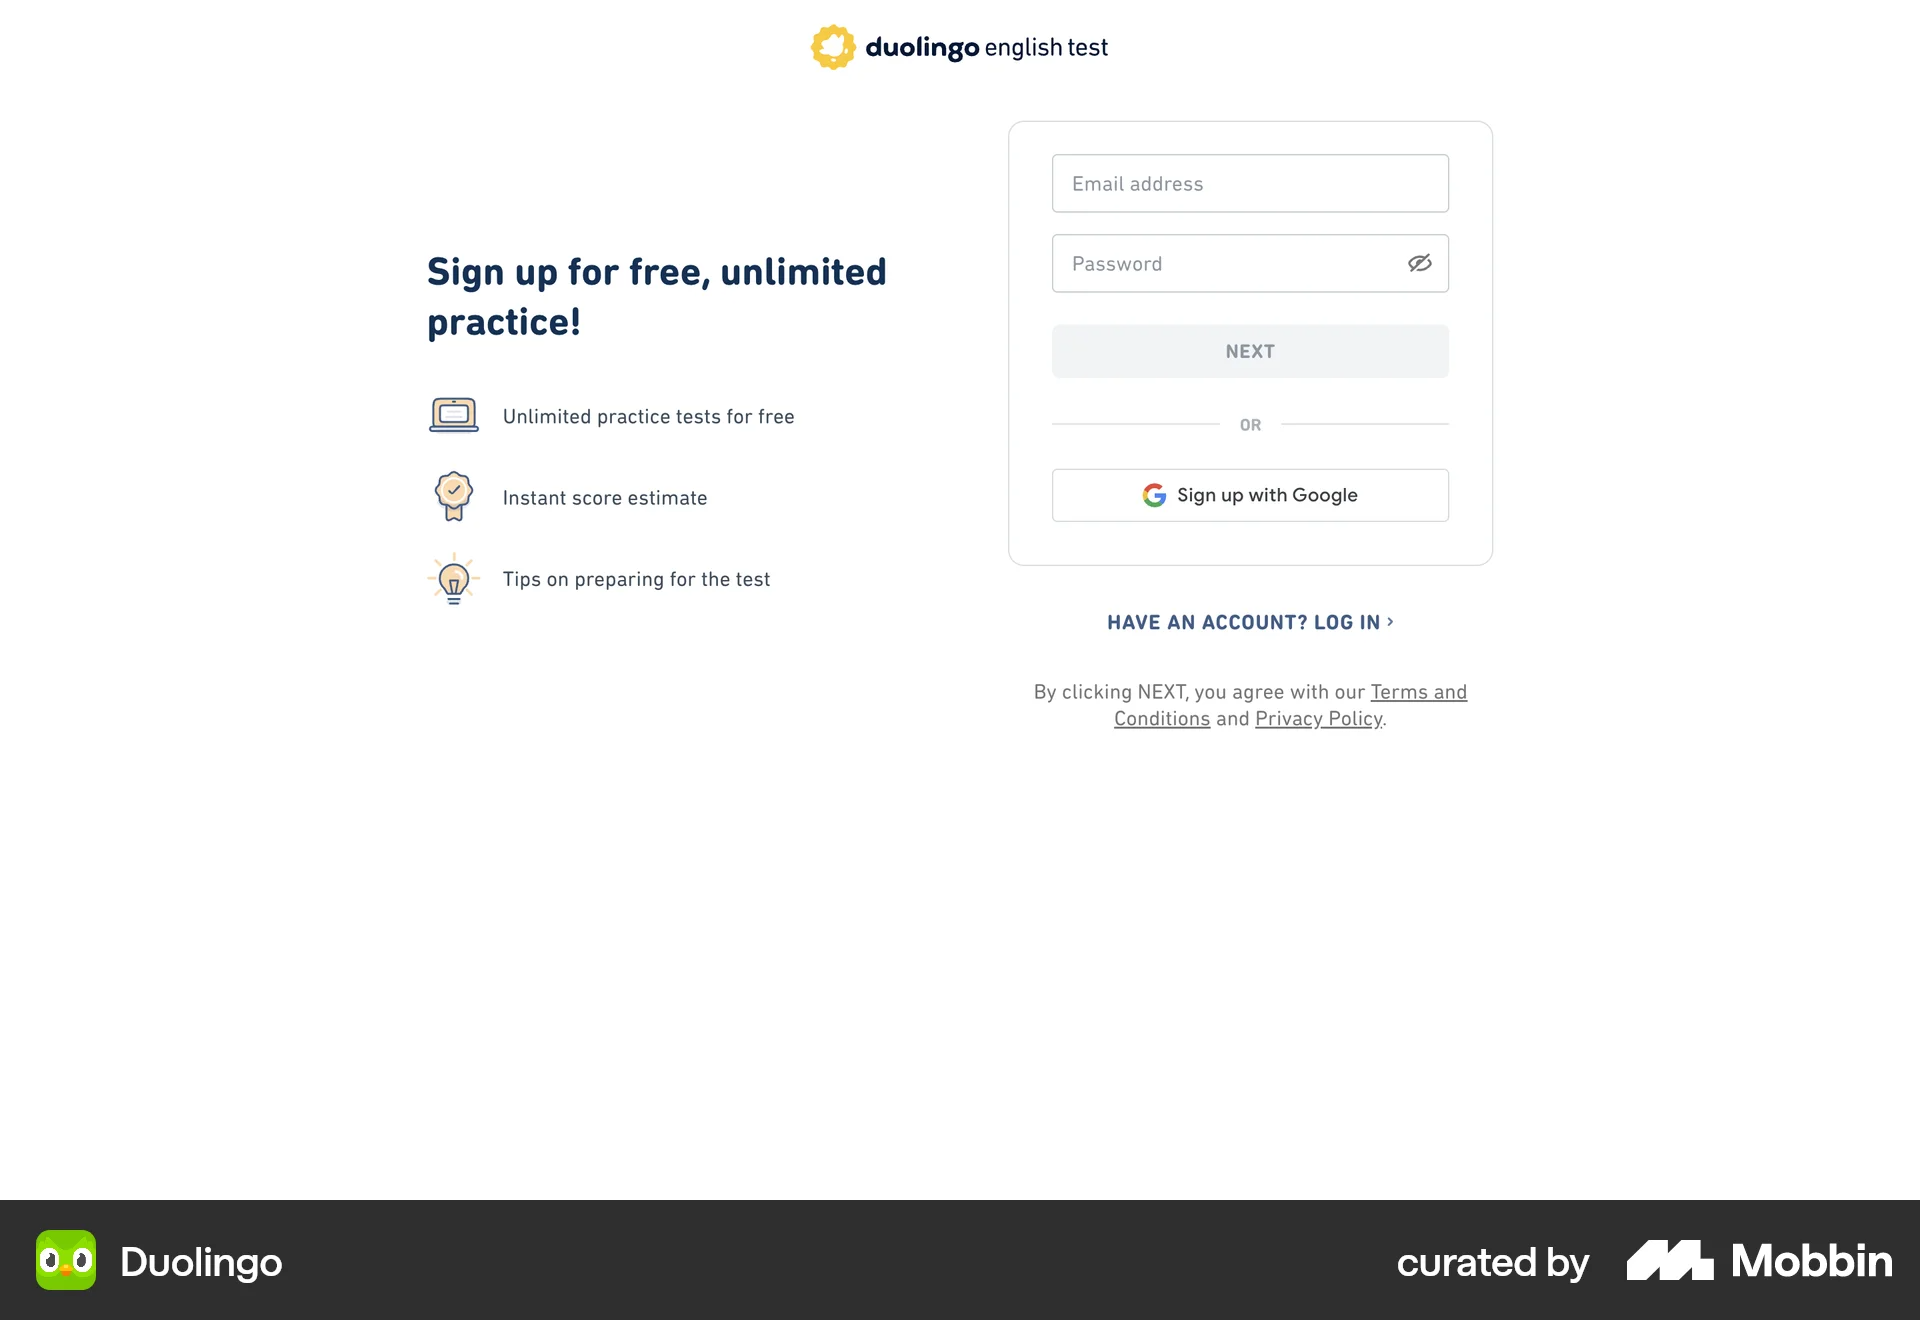 duolingo english test
Sign up for free, unlimited
practice!
Unlimited practice tests for free
Instant score estimate
Tips on preparing for the test
Email address
Password
NEXT
OR
Sign up with Google
HAVE AN ACCOUNT? LOG IN ›
By clicking NEXT, you agree with our Terms and
Conditions and Privacy Policy.
Duolingo
curated by Mobbin